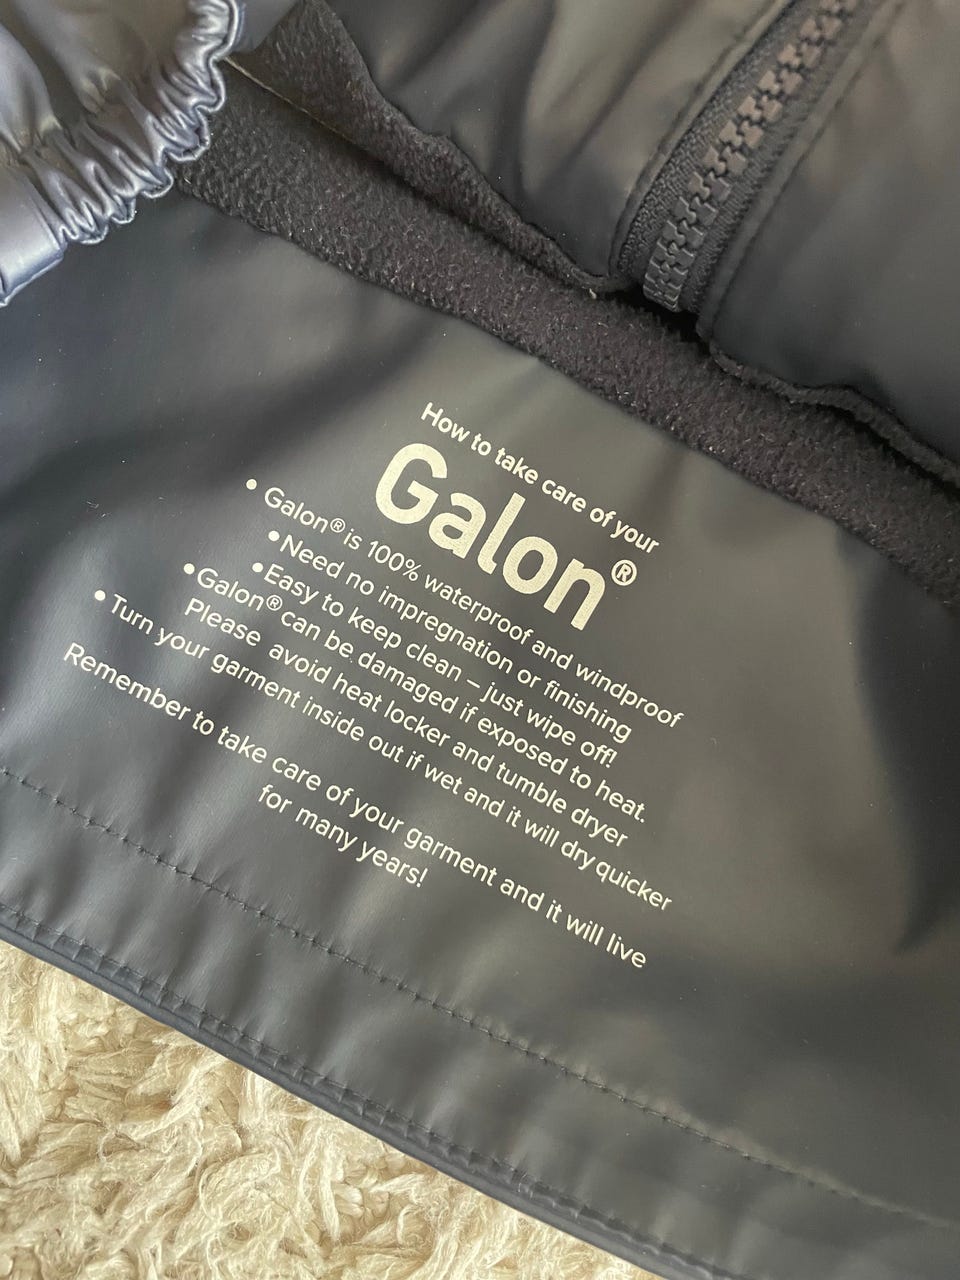 How to take care of your
Galon®
• Galon® is 100% waterproof and windproof
• Need no impregnation or finishing
• Easy to keep clean – just wipe off!
• Galon® can be damaged if exposed to heat.
Please avoid heat locker and tumble dryer
• Turn your garment inside out if wet and it will dry quicker
Remember to take care of your garment and it will live
for many years!